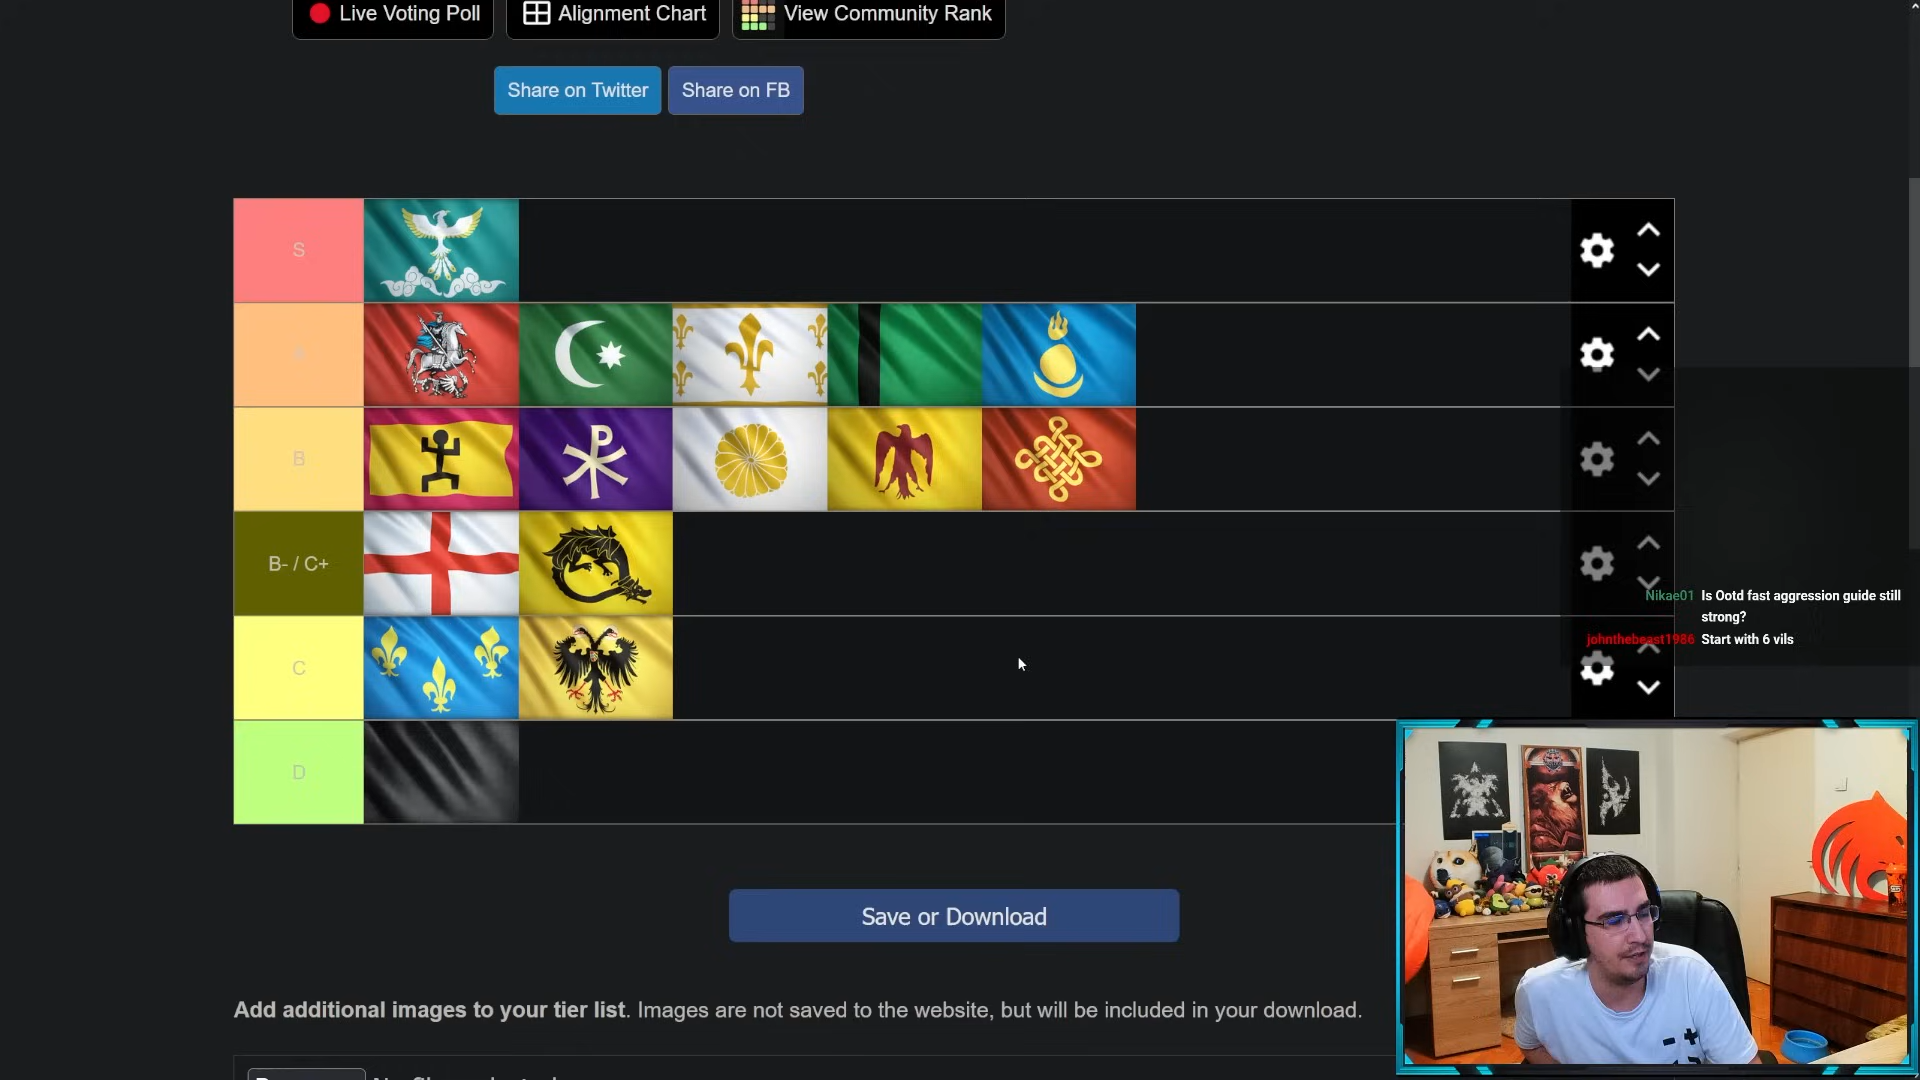 Live Voting Poll
Alignment Chart
View Community Rank
Share on Twitter
Share on FB
S
A
B
B- / C+
C
D
Nikae01 Is Ootd fast aggression guide still
strong?
johnthebeast1986 Start with 6 vils
Save or Download
Add additional images to your tier list. Images are not saved to the website, but will be included in your download.